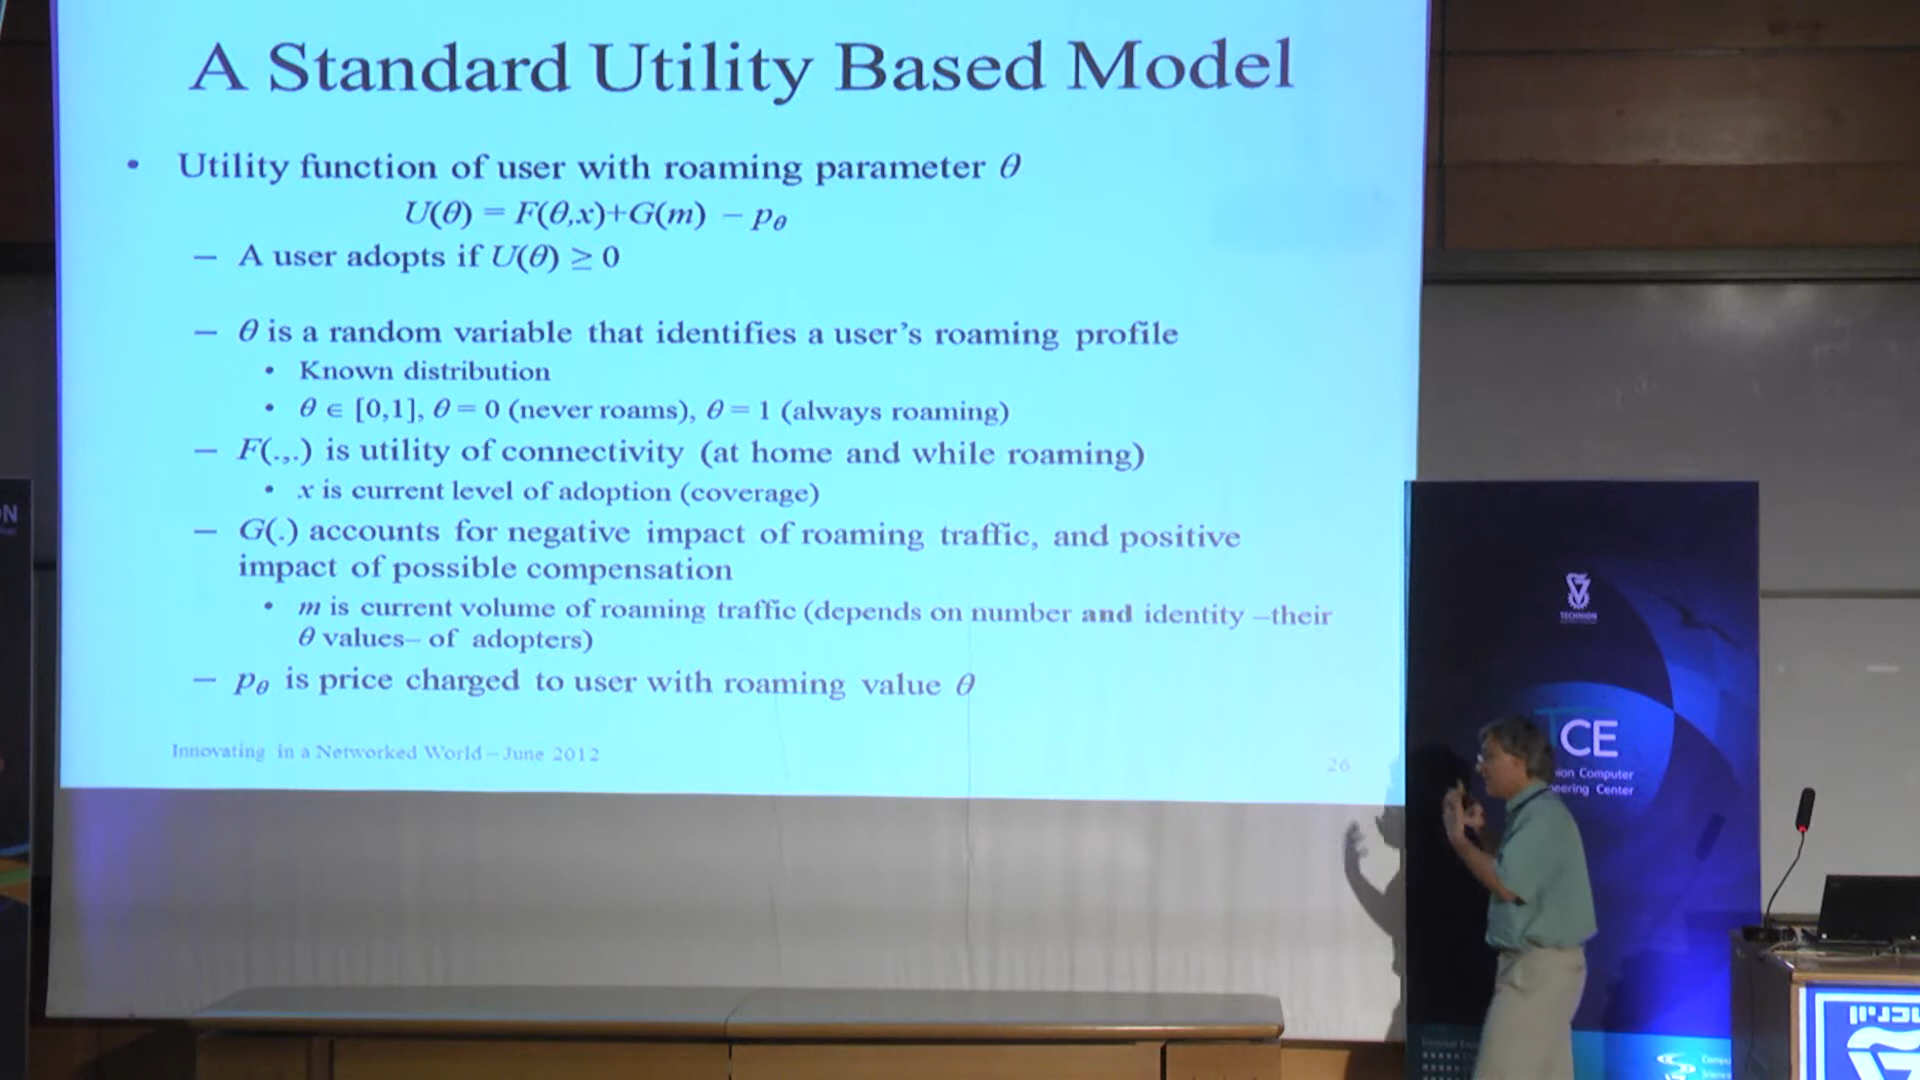 A Standard Utility Based Model
• Utility function of user with roaming parameter θ
U(θ) = F(θ,x)+G(m) – pθ
– A user adopts if U(θ) ≥ 0
– θ is a random variable that identifies a user's roaming profile
• Known distribution
• θ ∈ [0,1], θ = 0 (never roams), θ = 1 (always roaming)
– F(.,.) is utility of connectivity (at home and while roaming)
• x is current level of adoption (coverage)
– G(.) accounts for negative impact of roaming traffic, and positive
impact of possible compensation
• m is current volume of roaming traffic (depends on number and identity –their
θ values– of adopters)
– pθ is price charged to user with roaming value θ
Innovating in a Networked World – June 2012
26
N
TECHNION
CE
ion Computer
neering Center